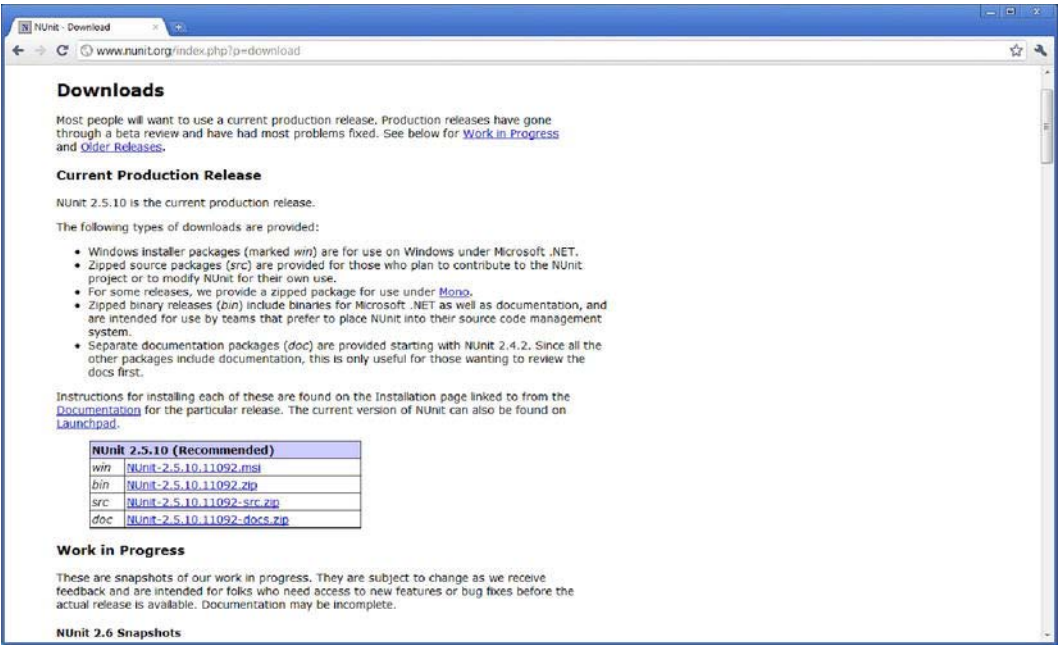 NUnit - Download
www.nunit.org/index.php?p=download
Downloads
Most people will want to use a current production release. Production releases have gone
through a beta review and have had most problems fixed. See below for Work in Progress
and Older Releases.
Current Production Release
NUnit 2.5.10 is the current production release.
The following types of downloads are provided:
• Windows installer packages (marked win) are for use on Windows under Microsoft .NET.
• Zipped source packages (src) are provided for those who plan to contribute to the NUnit
project or to modify NUnit for their own use.
• For some releases, we provide a zipped package for use under Mono.
• Zipped binary releases (bin) include binaries for Microsoft .NET as well as documentation, and
are intended for use by teams that prefer to place NUnit into their source code management
system.
• Separate documentation packages (doc) are provided starting with NUnit 2.4.2. Since all the
other packages include documentation, this is only useful for those wanting to review the
docs first.
Instructions for installing each of these are found on the Installation page linked to from the
Documentation for the particular release. The current version of NUnit can also be found on
Launchpad.
NUnit 2.5.10 (Recommended)
win NUnit-2.5.10.11092.msi
bin NUnit-2.5.10.11092.zip
src NUnit-2.5.10.11092-src.zip
doc NUnit-2.5.10.11092-docs.zip
Work in Progress
These are snapshots of our work in progress. They are subject to change as we receive
feedback and are intended for folks who need access to new features or bug fixes before the
actual release is available. Documentation may be incomplete.
NUnit 2.6 Snapshots